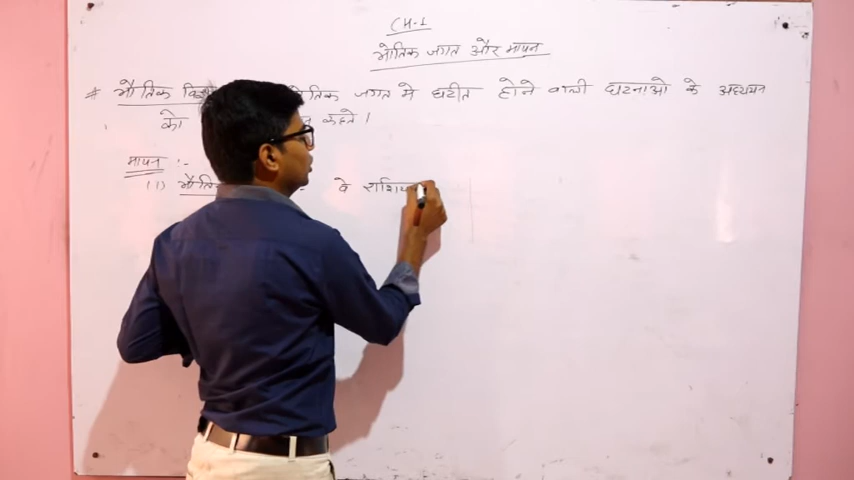 CH-1
भौतिक जगत और मापन
# भौतिक जगत मे घटीत होने वाली घटनाओ के अध्ययन
को कहते।
मापन :-
(1) वे राशिया